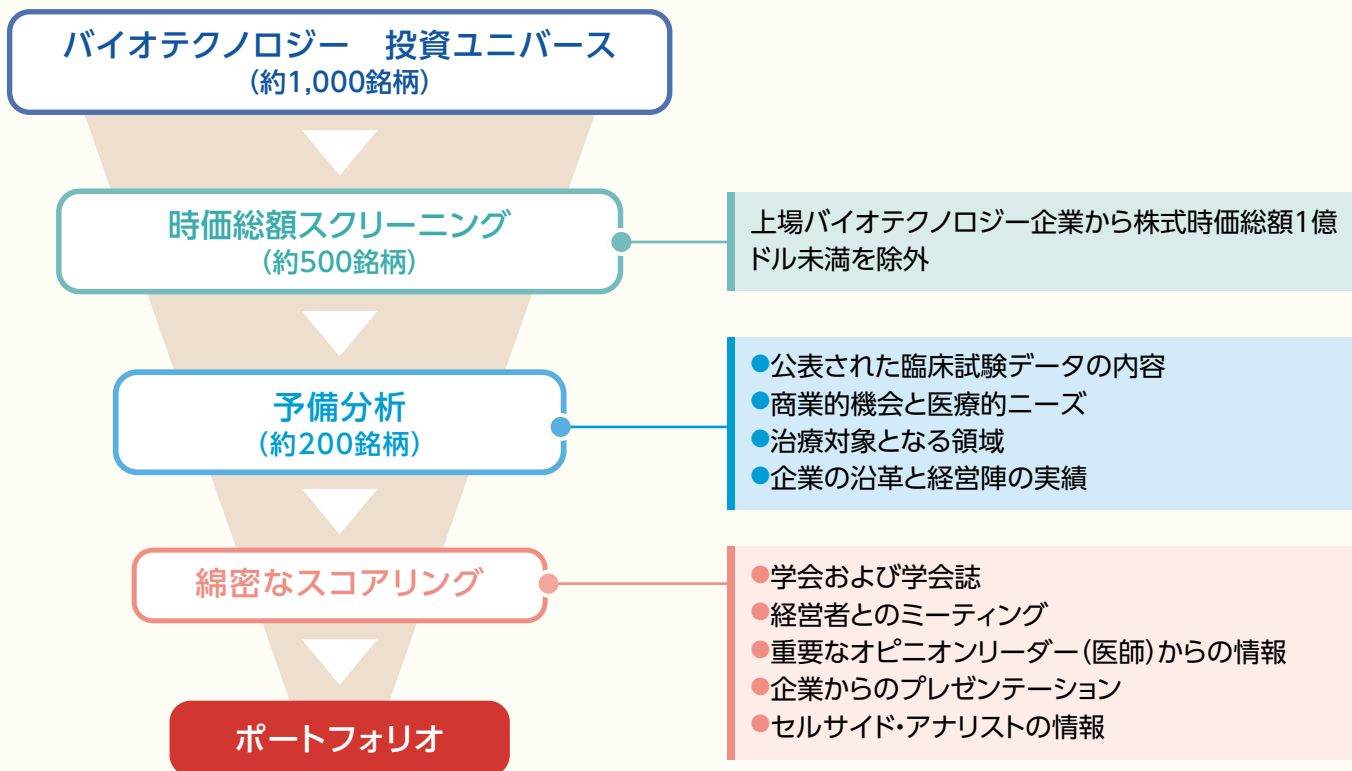 バイオテクノロジー　投資ユニバース
（約1,000銘柄）
時価総額スクリーニング
（約500銘柄）
上場バイオテクノロジー企業から株式時価総額1億
ドル未満を除外
予備分析
（約200銘柄）
●公表された臨床試験データの内容
●商業的機会と医療的ニーズ
●治療対象となる領域
●企業の沿革と経営陣の実績
綿密なスコアリング
●学会および学会誌
●経営者とのミーティング
●重要なオピニオンリーダー（医師）からの情報
●企業からのプレゼンテーション
●セルサイド・アナリストの情報
ポートフォリオ